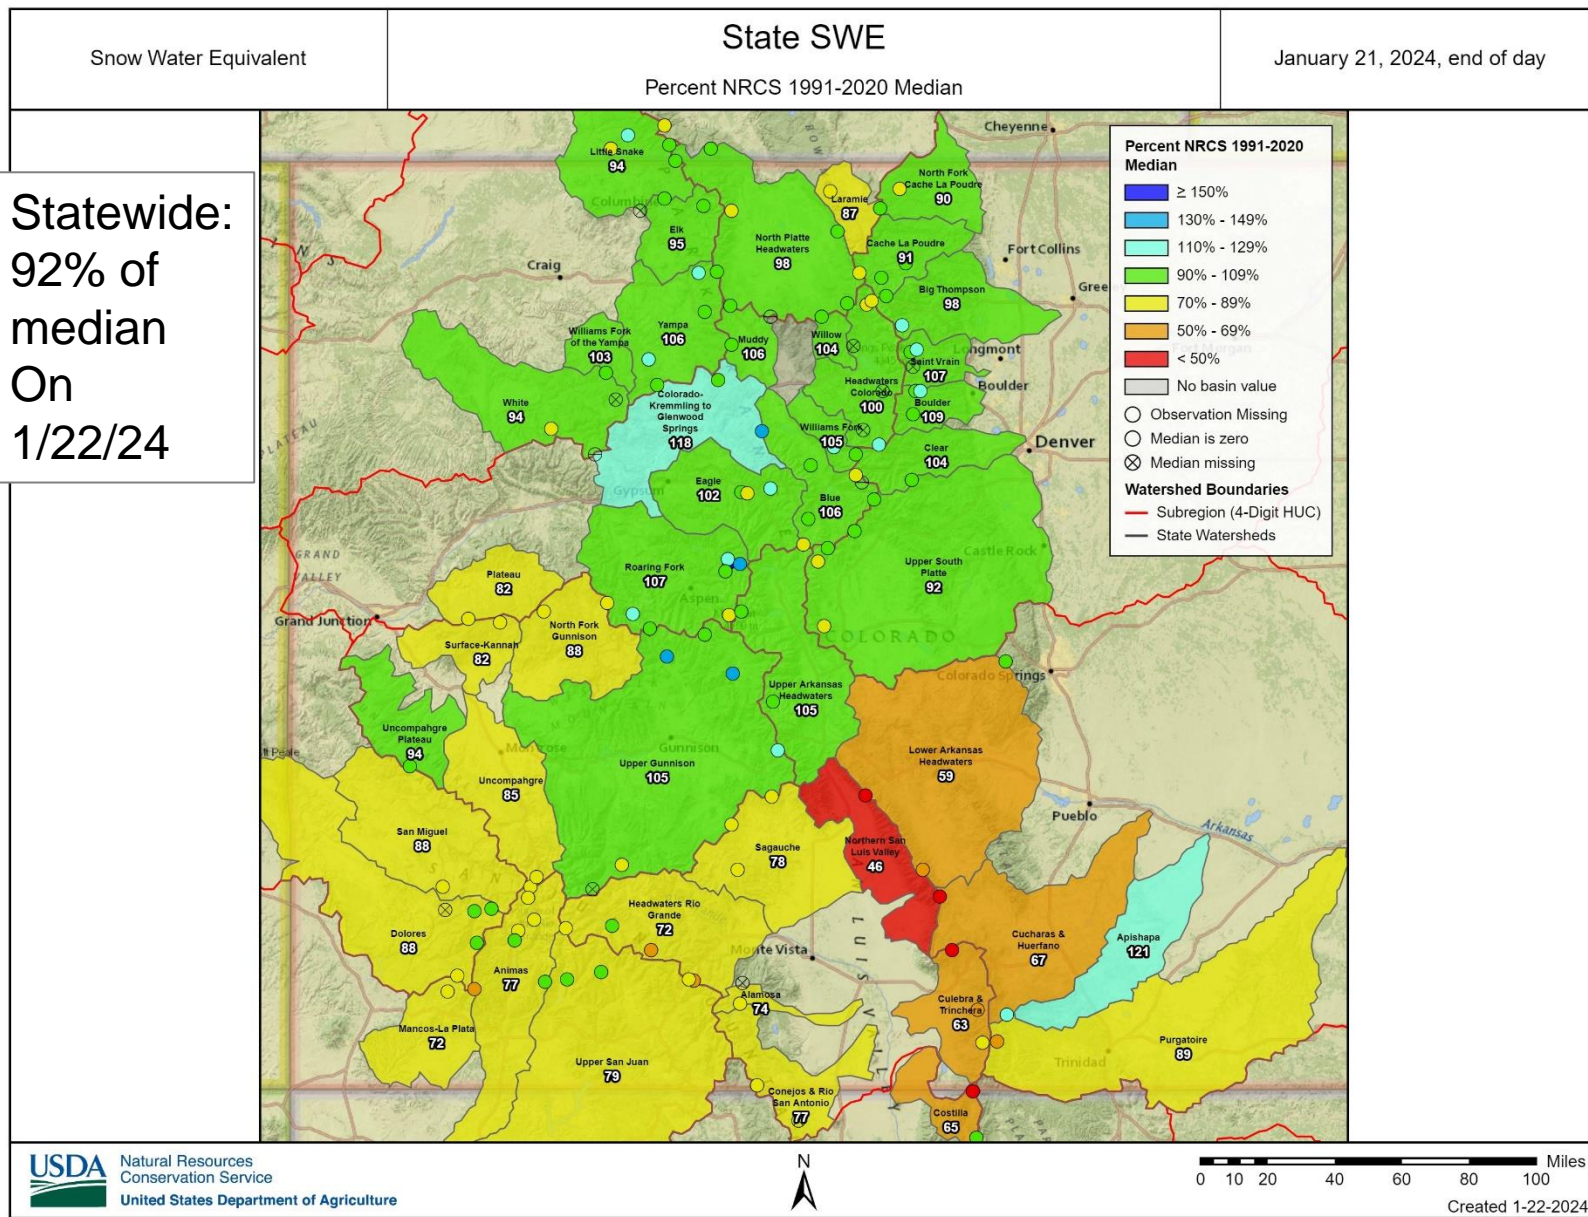 Snow Water Equivalent
State SWE
Percent NRCS 1991-2020 Median
January 21, 2024, end of day
Statewide:
92% of
median
On
1/22/24
Percent NRCS 1991-2020
Median
≥ 150%
130% - 149%
110% - 129%
90% - 109%
70% - 89%
50% - 69%
< 50%
No basin value
Observation Missing
Median is zero
Median missing
Watershed Boundaries
Subregion (4-Digit HUC)
State Watersheds
Cheyenne
Little Snake
94
North Fork
Cache La Poudre
90
Laramie
87
Columbine
Elk
95
North Platte
Headwaters
98
Cache La Poudre
91
Fort Collins
Craig
Big Thompson
98
Williams Fork
of the Yampa
103
Yampa
106
Muddy
106
Willow
104
Longmont
Fort Morgan
Saint Vrain
107
Boulder
Headwaters
Colorado
100
Boulder
109
White
94
Colorado-
Kremmling to
Glenwood
Springs
118
Williams Fork
105
Clear
104
Denver
PLATEAU
Gypsum
Eagle
102
Blue
106
GRAND
VALLEY
Castle Rock
Upper South
Platte
92
Plateau
82
Roaring Fork
107
Aspen
Grand Junction
North Fork
Gunnison
88
COLORADO
Surface-Kannah
82
Colorado Springs
Upper Arkansas
Headwaters
105
Uncompahgre
Plateau
94
Montrose
Gunnison
Upper Gunnison
105
Lower Arkansas
Headwaters
59
Uncompahgre
85
Pueblo
Arkansas
San Miguel
88
Sagauche
78
Northern San
Luis Valley
46
Headwaters Rio
Grande
72
Dolores
88
Monte Vista
LUIS
VALLEY
Cucharas &
Huerfano
67
Apishapa
121
Animas
77
Alamosa
74
Culebra &
Trinchera
63
Mancos-La Plata
72
Upper San Juan
79
Trinidad
Purgatoire
89
Conejos & Rio
San Antonio
77
Costilla
65
USDA
Natural Resources
Conservation Service
United States Department of Agriculture
N
Miles
0 10 20 40 60 80 100
Created 1-22-2024